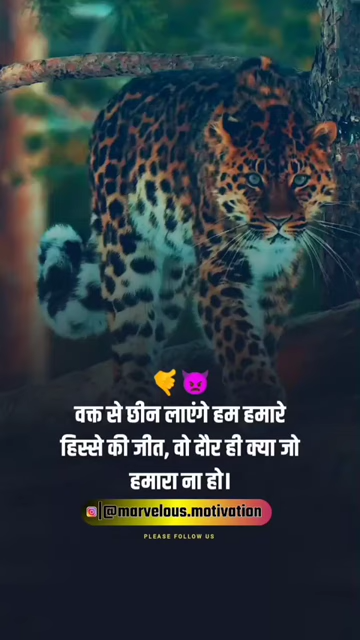 🤙😈
वक्त से छीन लाएंगे हम हमारे
हिस्से की जीत, वो दौर ही क्या जो
हमारा ना हो।
@marvelous.motivation
PLEASE FOLLOW US